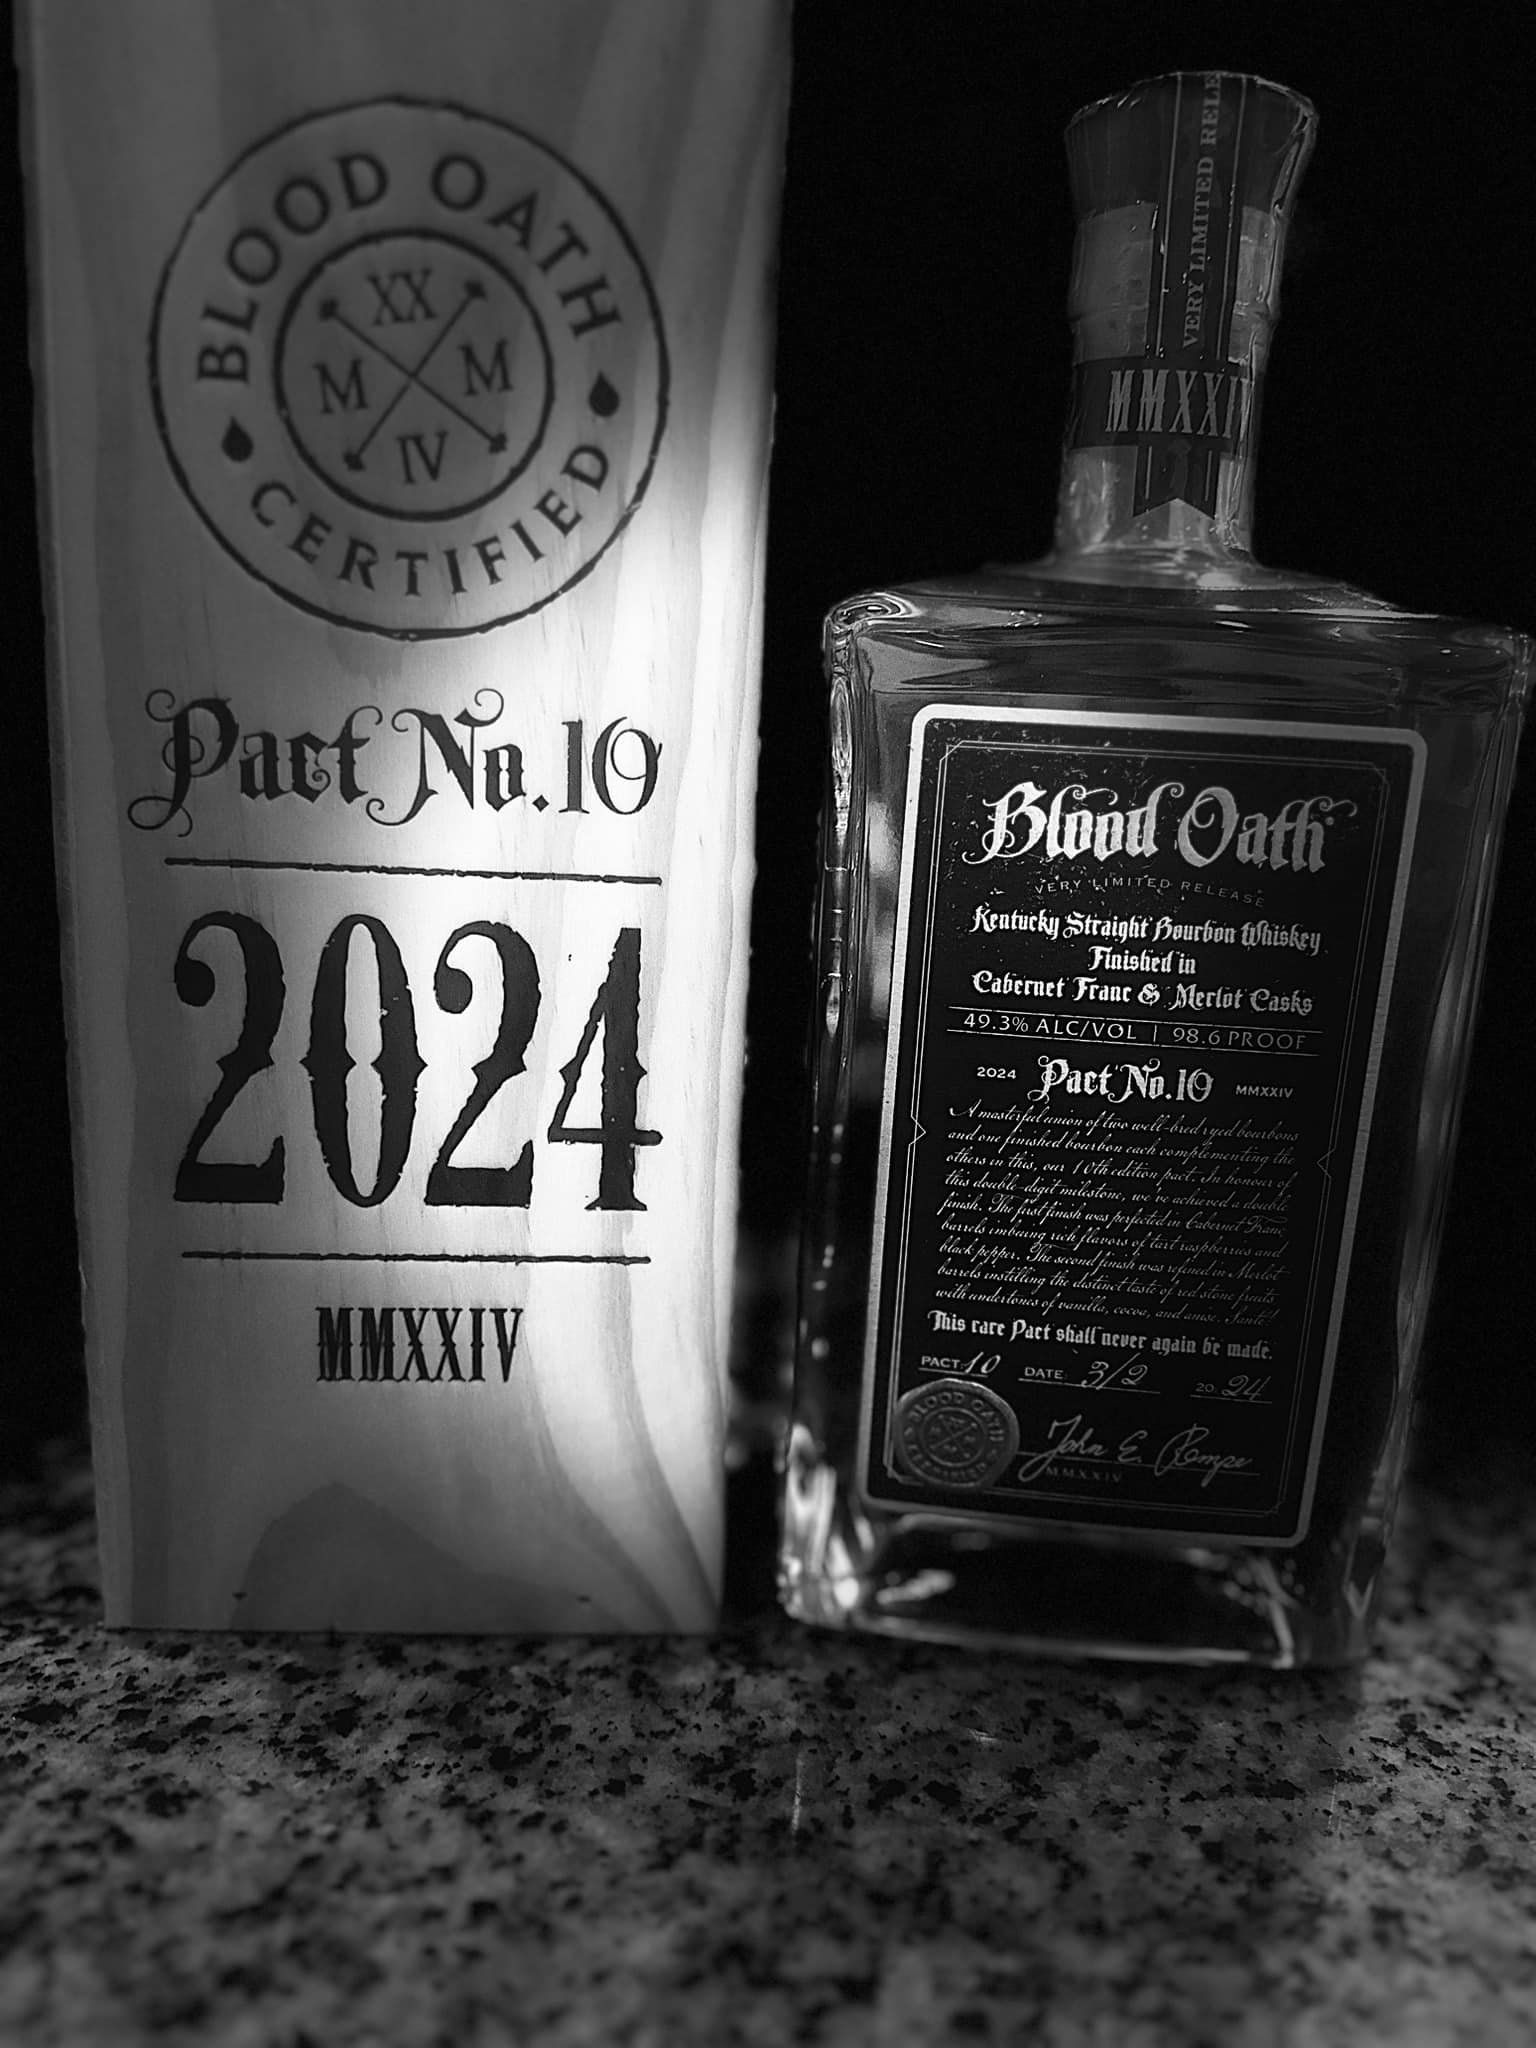 BLOOD OATH
XX
M M
IV
CERTIFIED
Pact No.10
2024
MMXXIV
VERY LIMITED RELE
MMXXIV
Blood Oath
VERY LIMITED RELEASE
Kentucky Straight Bourbon Whiskey
Finished in
Cabernet Franc & Merlot Casks
49.3% ALC/VOL | 98.6 PROOF
2024 Pact No.10 MMXXIV
A masterful union of two well-bred ryed bourbons
and one finished bourbon each complementing the
others in this, our 10th edition pact. In honour of
this double-digit milestone, we've achieved a double
finish. The first finish was perfected in Cabernet Franc
barrels imbuing rich flavors of tart raspberries and
black pepper. The second finish was refined in Merlot
barrels instilling the distinct taste of red stone fruits
with undertones of vanilla, cocoa, and anise. Santé!
This rare Pact shall never again be made.
PACT: 10 DATE: 3/2 20 24
BLOOD OATH
CERTIFIED
John E. Rempe
MMXXIV